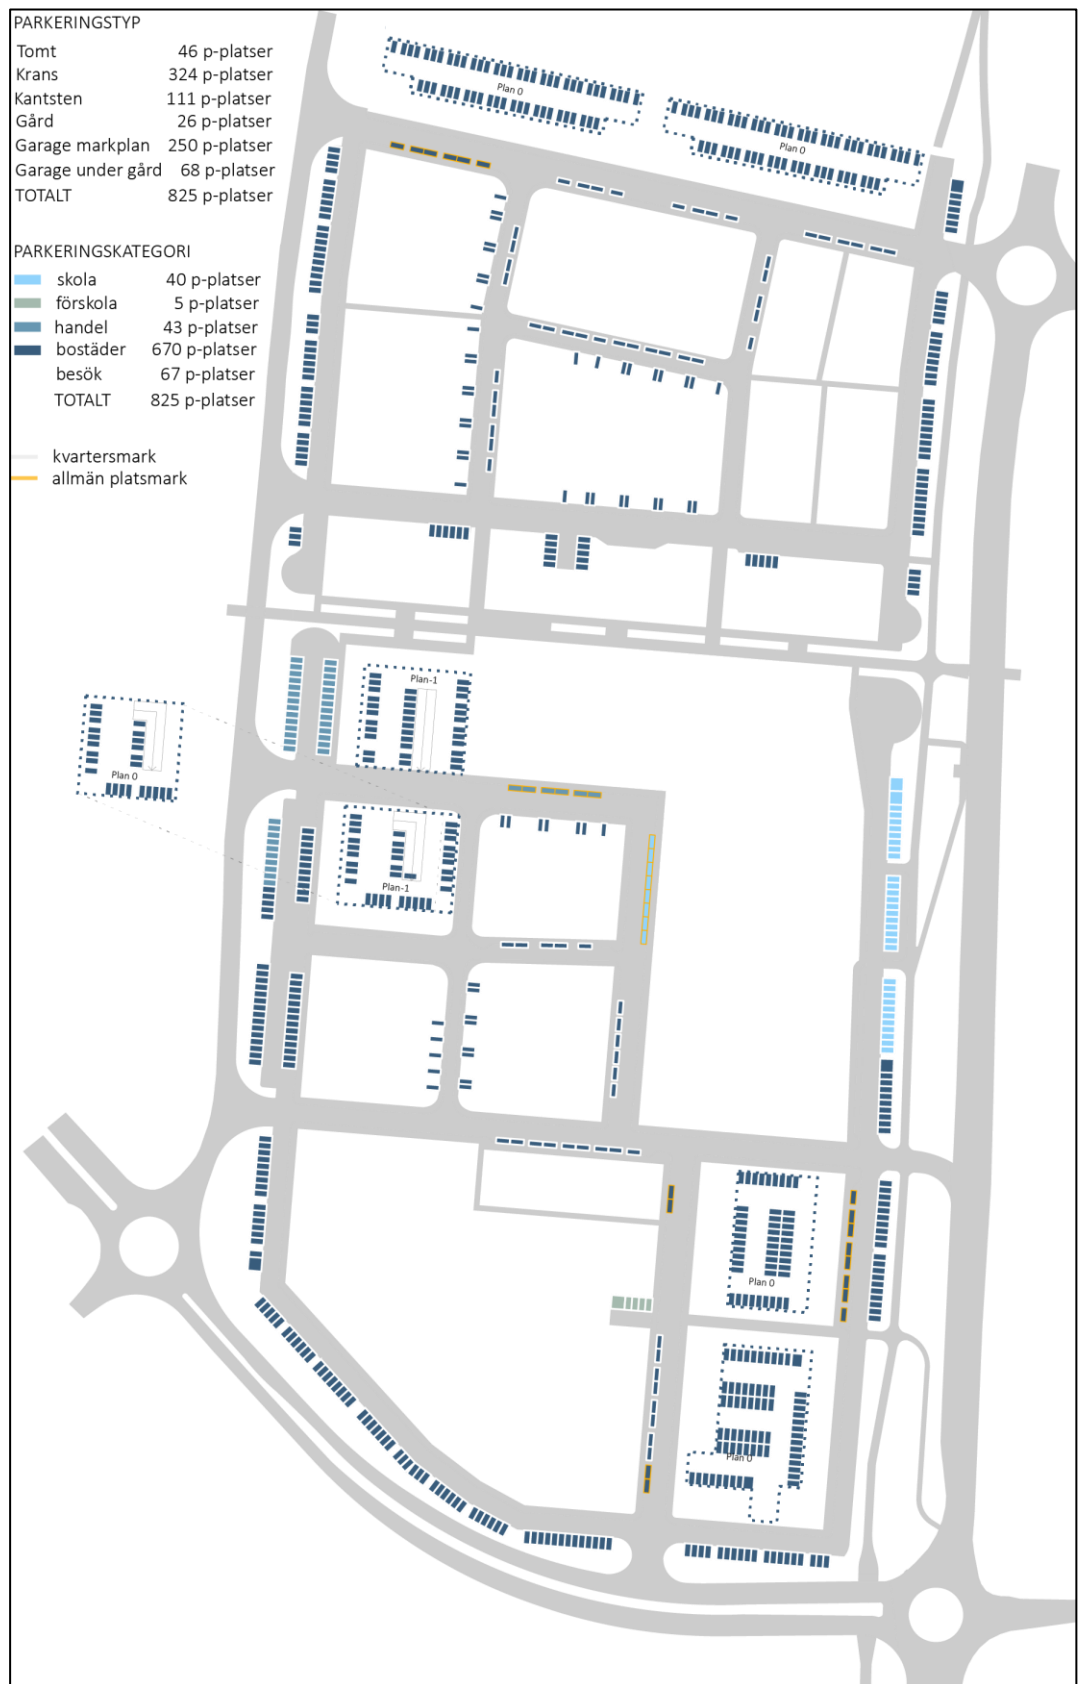 PARKERINGSTYP
Tomt 46 p-platser
Krans 324 p-platser
Kantsten 111 p-platser
Gård 26 p-platser
Garage markplan 250 p-platser
Garage under gård 68 p-platser
TOTALT 825 p-platser
PARKERINGSKATEGORI
skola 40 p-platser
förskola 5 p-platser
handel 43 p-platser
bostäder 670 p-platser
besök 67 p-platser
TOTALT 825 p-platser
kvartersmark
allmän platsmark
Plan 0
Plan 0
Plan-1
Plan 0
Plan-1
Plan 0
Plan 0